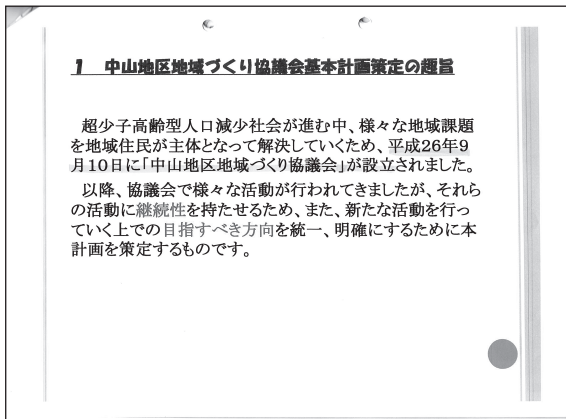 1　中山地区地域づくり協議会基本計画策定の趣旨
超少子高齢型人口減少社会が進む中、様々な地域課題
を地域住民が主体となって解決していくため、平成26年9
月10日に「中山地区地域づくり協議会」が設立されました。
以降、協議会で様々な活動が行われてきましたが、それら
の活動に継続性を持たせるため、また、新たな活動を行っ
ていく上での目指すべき方向を統一、明確にするために本
計画を策定するものです。